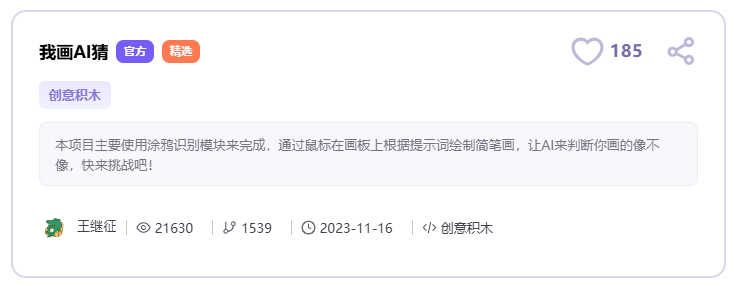 我画AI猜 官方 精选 185
创意积木
本项目主要使用涂鸦识别模块来完成，通过鼠标在画板上根据提示词绘制简笔画，让AI来判断你画的像不
像，快来挑战吧！
王继征 21630 1539 2023-11-16 创意积木